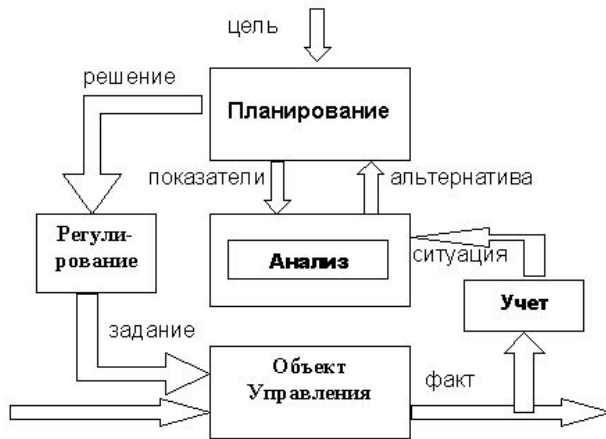 цель
решение
Планирование
показатели
альтернатива
Регули-
рование
Анализ
ситуация
Учет
задание
Объект
Управления
факт